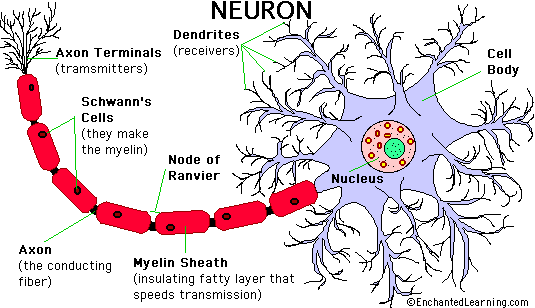 NEURON
Axon Terminals
(transmitters)
Dendrites
(receivers)
Cell
Body
Schwann's
Cells
(they make
the myelin)
Node of
Ranvier
Nucleus
Axon
(the conducting
fiber)
Myelin Sheath
(insulating fatty layer that
speeds transmission)
©EnchantedLearning.com